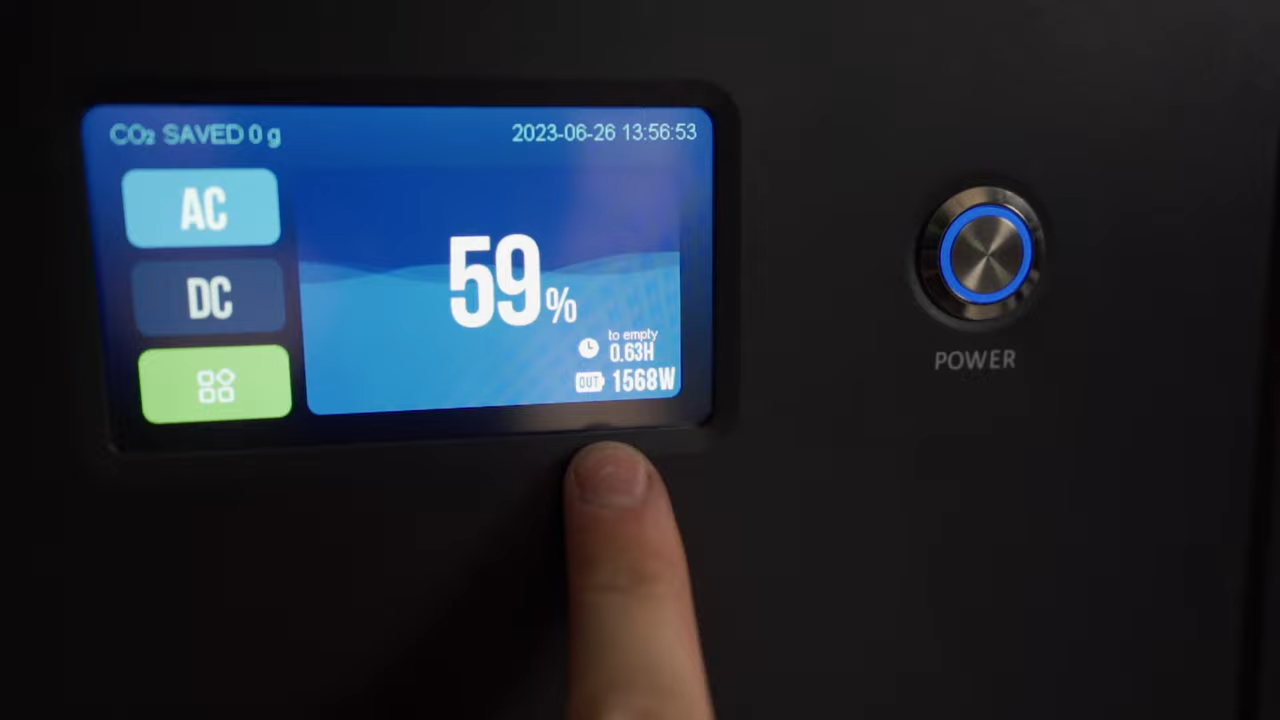 CO₂ SAVED 0 g
2023-06-26 13:56:53
AC
DC
59%
to empty
0.63H
OUT 1568W
POWER